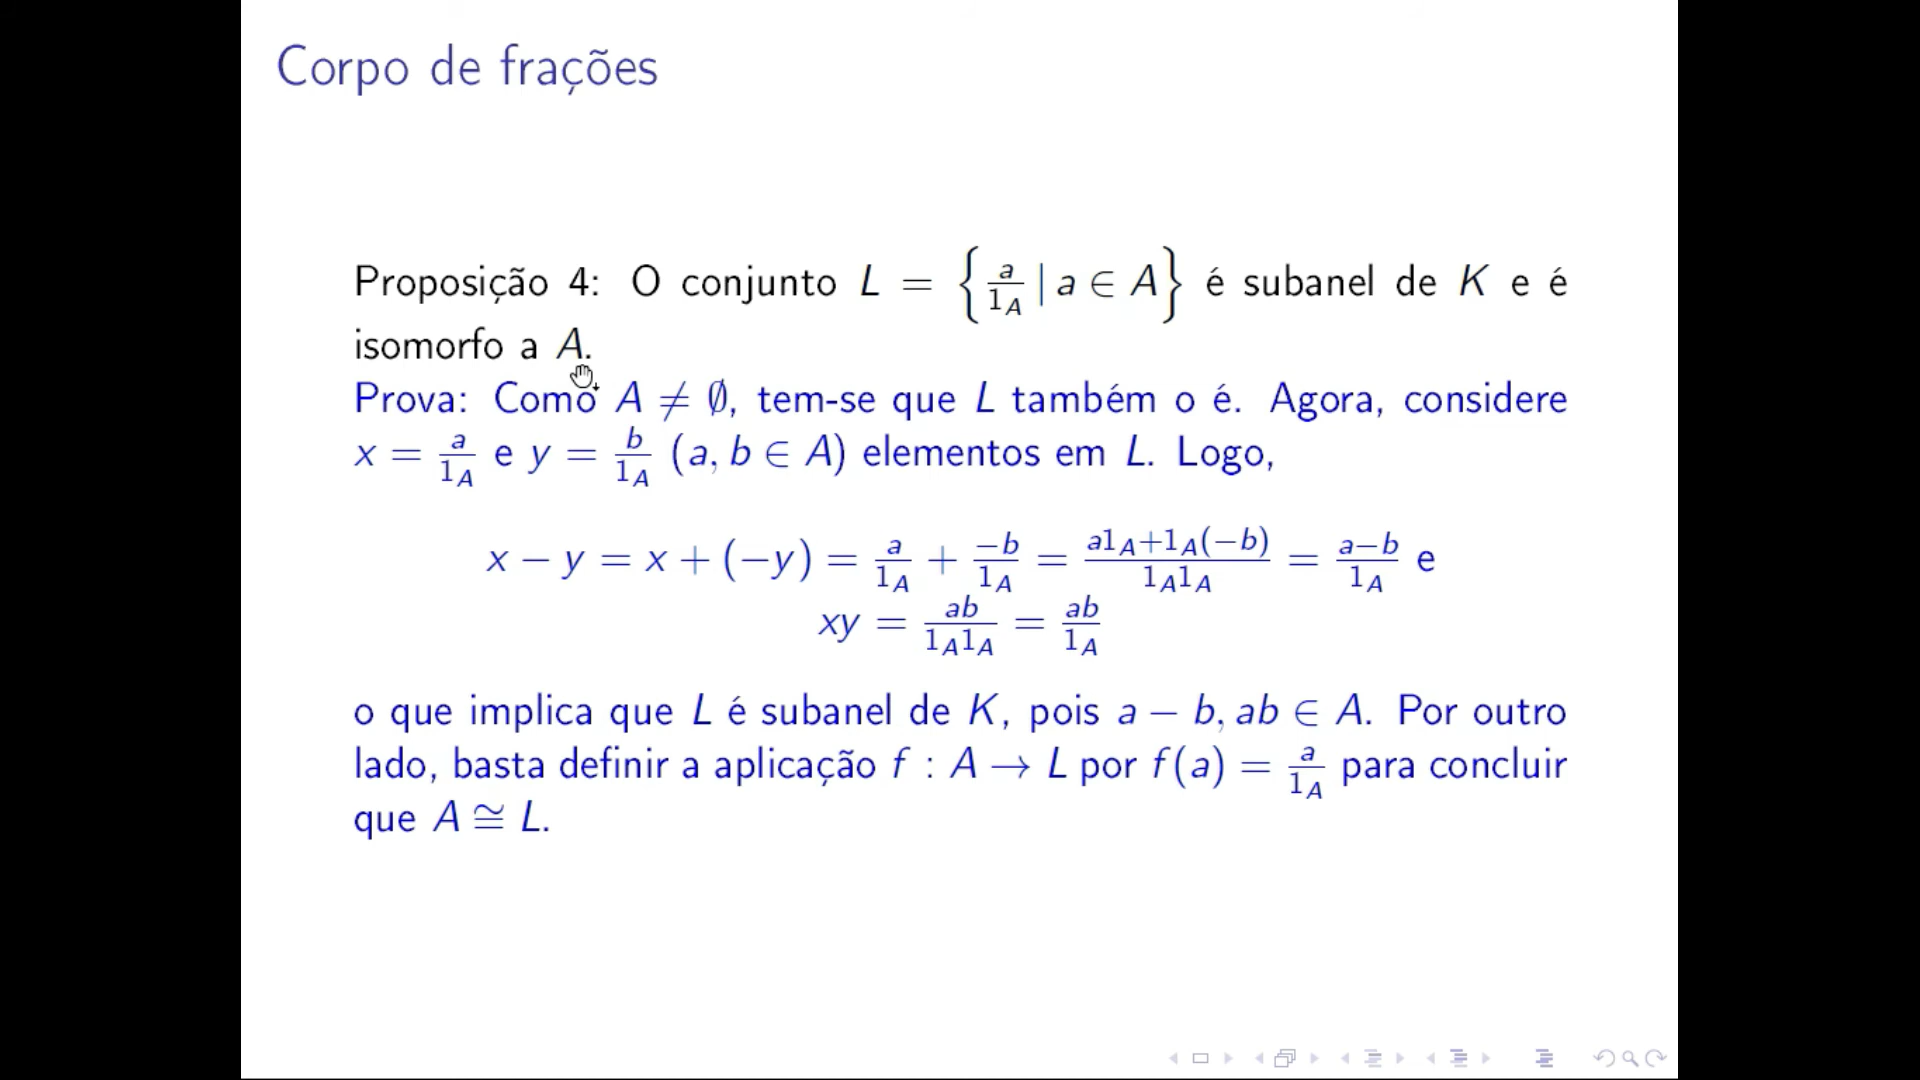 Corpo de frações
Proposição 4: O conjunto L = { a/1_A | a ∈ A } é subanel de K e é
isomorfo a A.
Prova: Como A ≠ ∅, tem-se que L também o é. Agora, considere
x = a/1_A e y = b/1_A (a, b ∈ A) elementos em L. Logo,
x − y = x + (−y) = a/1_A + −b/1_A = a1_A+1_A(−b)/1_A1_A = a−b/1_A e
xy = ab/1_A1_A = ab/1_A
o que implica que L é subanel de K, pois a − b, ab ∈ A. Por outro
lado, basta definir a aplicação f : A → L por f(a) = a/1_A para concluir
que A ≅ L.